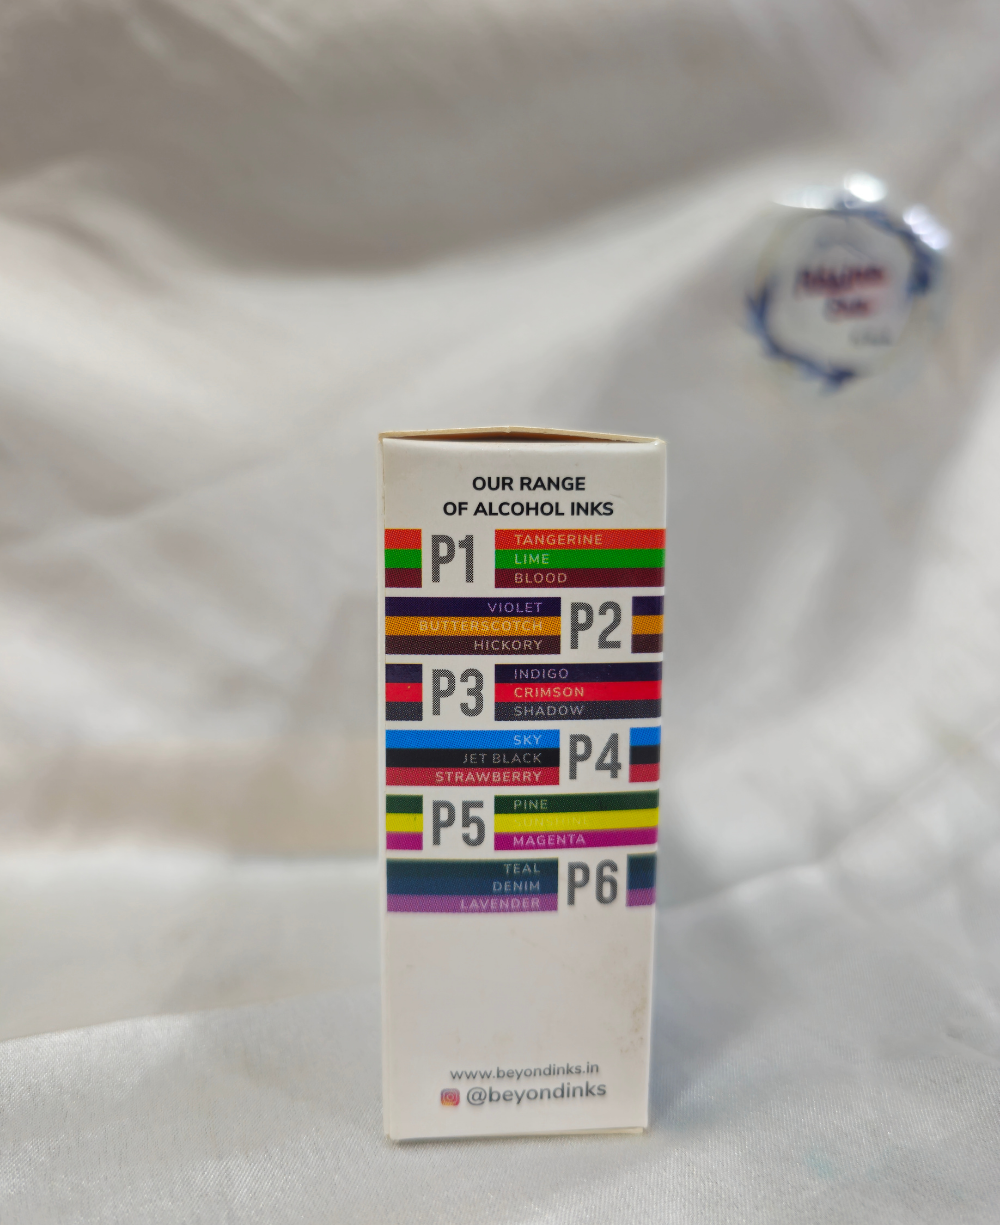 OUR RANGE
OF ALCOHOL INKS
P1
TANGERINE
LIME
BLOOD
VIOLET
BUTTERSCOTCH
HICKORY
P2
P3
INDIGO
CRIMSON
SHADOW
SKY
JET BLACK
STRAWBERRY
P4
P5
PINE
SUNSHINE
MAGENTA
TEAL
DENIM
LAVENDER
P6
www.beyondinks.in
@beyondinks